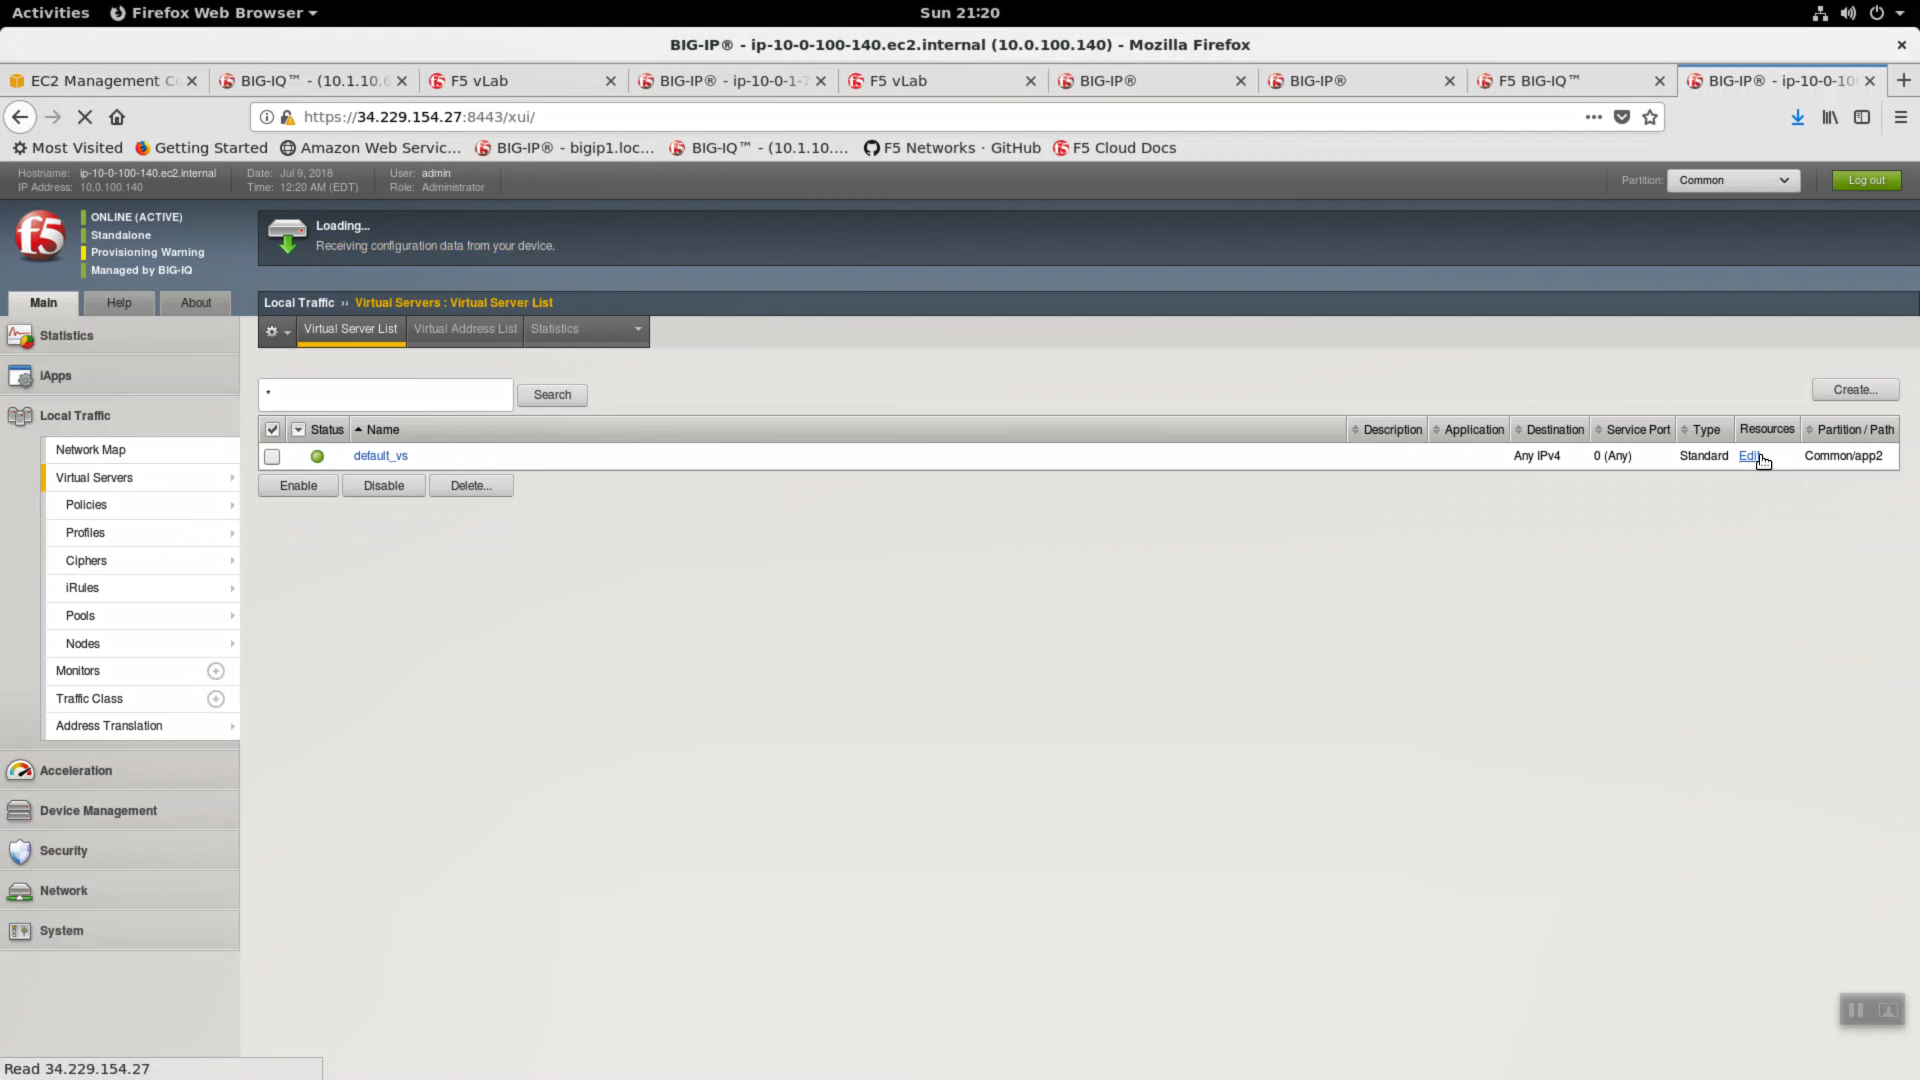 Activities Firefox Web Browser Sun 21:20
BIG-IP® - ip-10-0-100-140.ec2.internal (10.0.100.140) - Mozilla Firefox
EC2 Management Co BIG-IQ™ - (10.1.10.6 F5 vLab BIG-IP® - ip-10-0-1-7 F5 vLab BIG-IP® BIG-IP® F5 BIG-IQ™ BIG-IP® - ip-10-0-10
https://34.229.154.27:8443/xui/
Most Visited Getting Started Amazon Web Servic... BIG-IP® - bigip1.loc... BIG-IQ™ - (10.1.10.... F5 Networks · GitHub F5 Cloud Docs
Hostname: ip-10-0-100-140.ec2.internal Date: Jul 9, 2018 User: admin
IP Address: 10.0.100.140 Time: 12:20 AM (EDT) Role: Administrator
Partition: Common Log out
f5
ONLINE (ACTIVE)
Standalone
Provisioning Warning
Managed by BIG-IQ
Loading...
Receiving configuration data from your device.
Main Help About
Local Traffic ›› Virtual Servers : Virtual Server List
Virtual Server List Virtual Address List Statistics
Statistics
iApps
Local Traffic
Network Map
Virtual Servers
Policies
Profiles
Ciphers
iRules
Pools
Nodes
Monitors
Traffic Class
Address Translation
Acceleration
Device Management
Security
Network
System
* Search Create...
Status Name Description Application Destination Service Port Type Resources Partition / Path
default_vs Any IPv4 0 (Any) Standard Edit... Common/app2
Enable Disable Delete...
Read 34.229.154.27